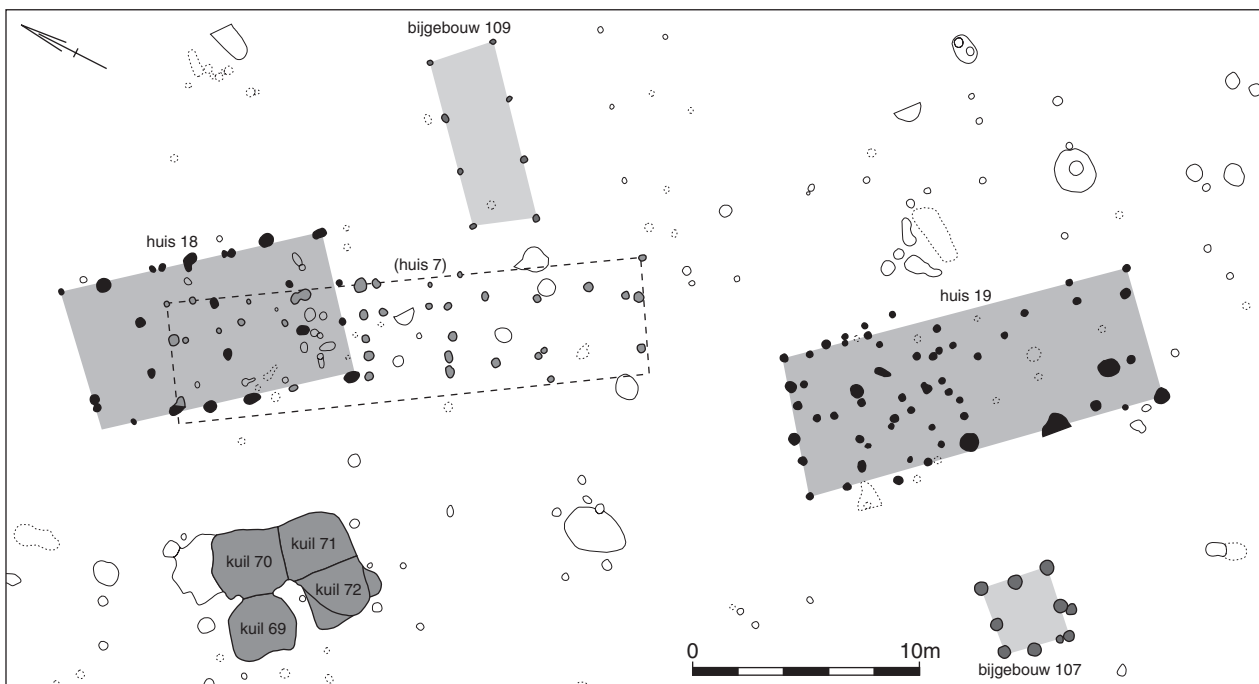 bijgebouw 109
huis 18
(huis 7)
huis 19
kuil 71
kuil 70
kuil 72
kuil 69
0 10m
bijgebouw 107